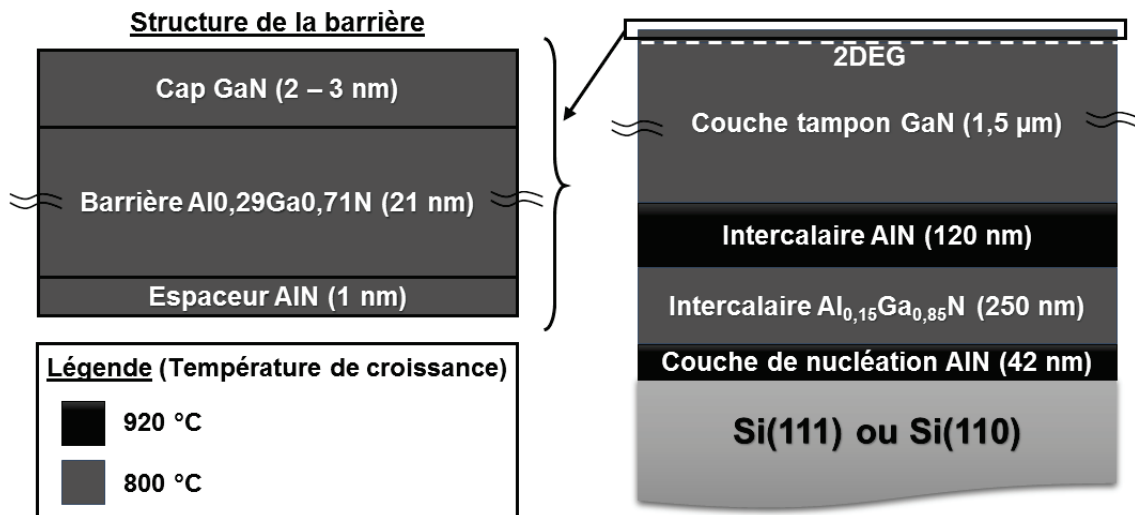 Structure de la barrière
Cap GaN (2 – 3 nm)
Barrière Al0,29Ga0,71N (21 nm)
Espaceur AlN (1 nm)
Légende (Température de croissance)
920 °C
800 °C
2DEG
Couche tampon GaN (1,5 µm)
Intercalaire AlN (120 nm)
Intercalaire Al0,15Ga0,85N (250 nm)
Couche de nucléation AlN (42 nm)
Si(111) ou Si(110)